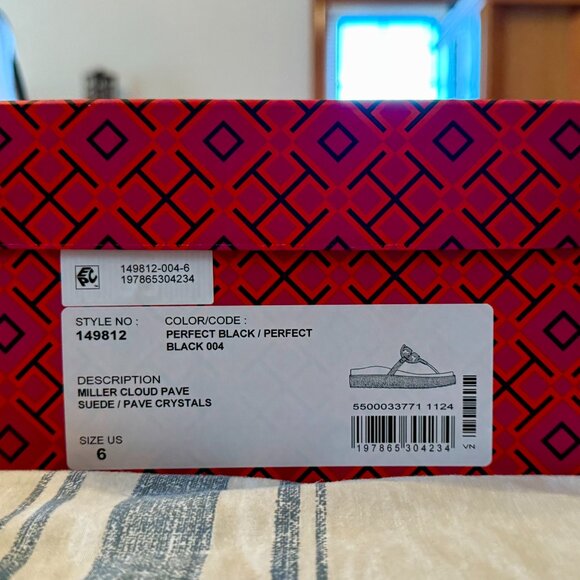 149812-004-6
197865304234
STYLE NO :
149812
COLOR/CODE :
PERFECT BLACK / PERFECT
BLACK 004
DESCRIPTION
MILLER CLOUD PAVE
SUEDE / PAVE CRYSTALS
SIZE US
6
5500033771 1124
197865 304234
VN